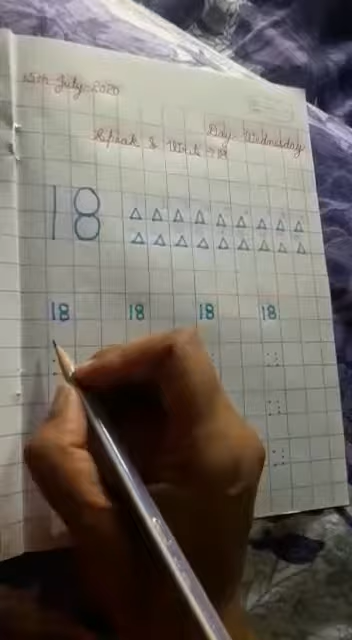 15th July 2020
Day - Wednesday
Speak & Write → 18
18
18 18 18 18